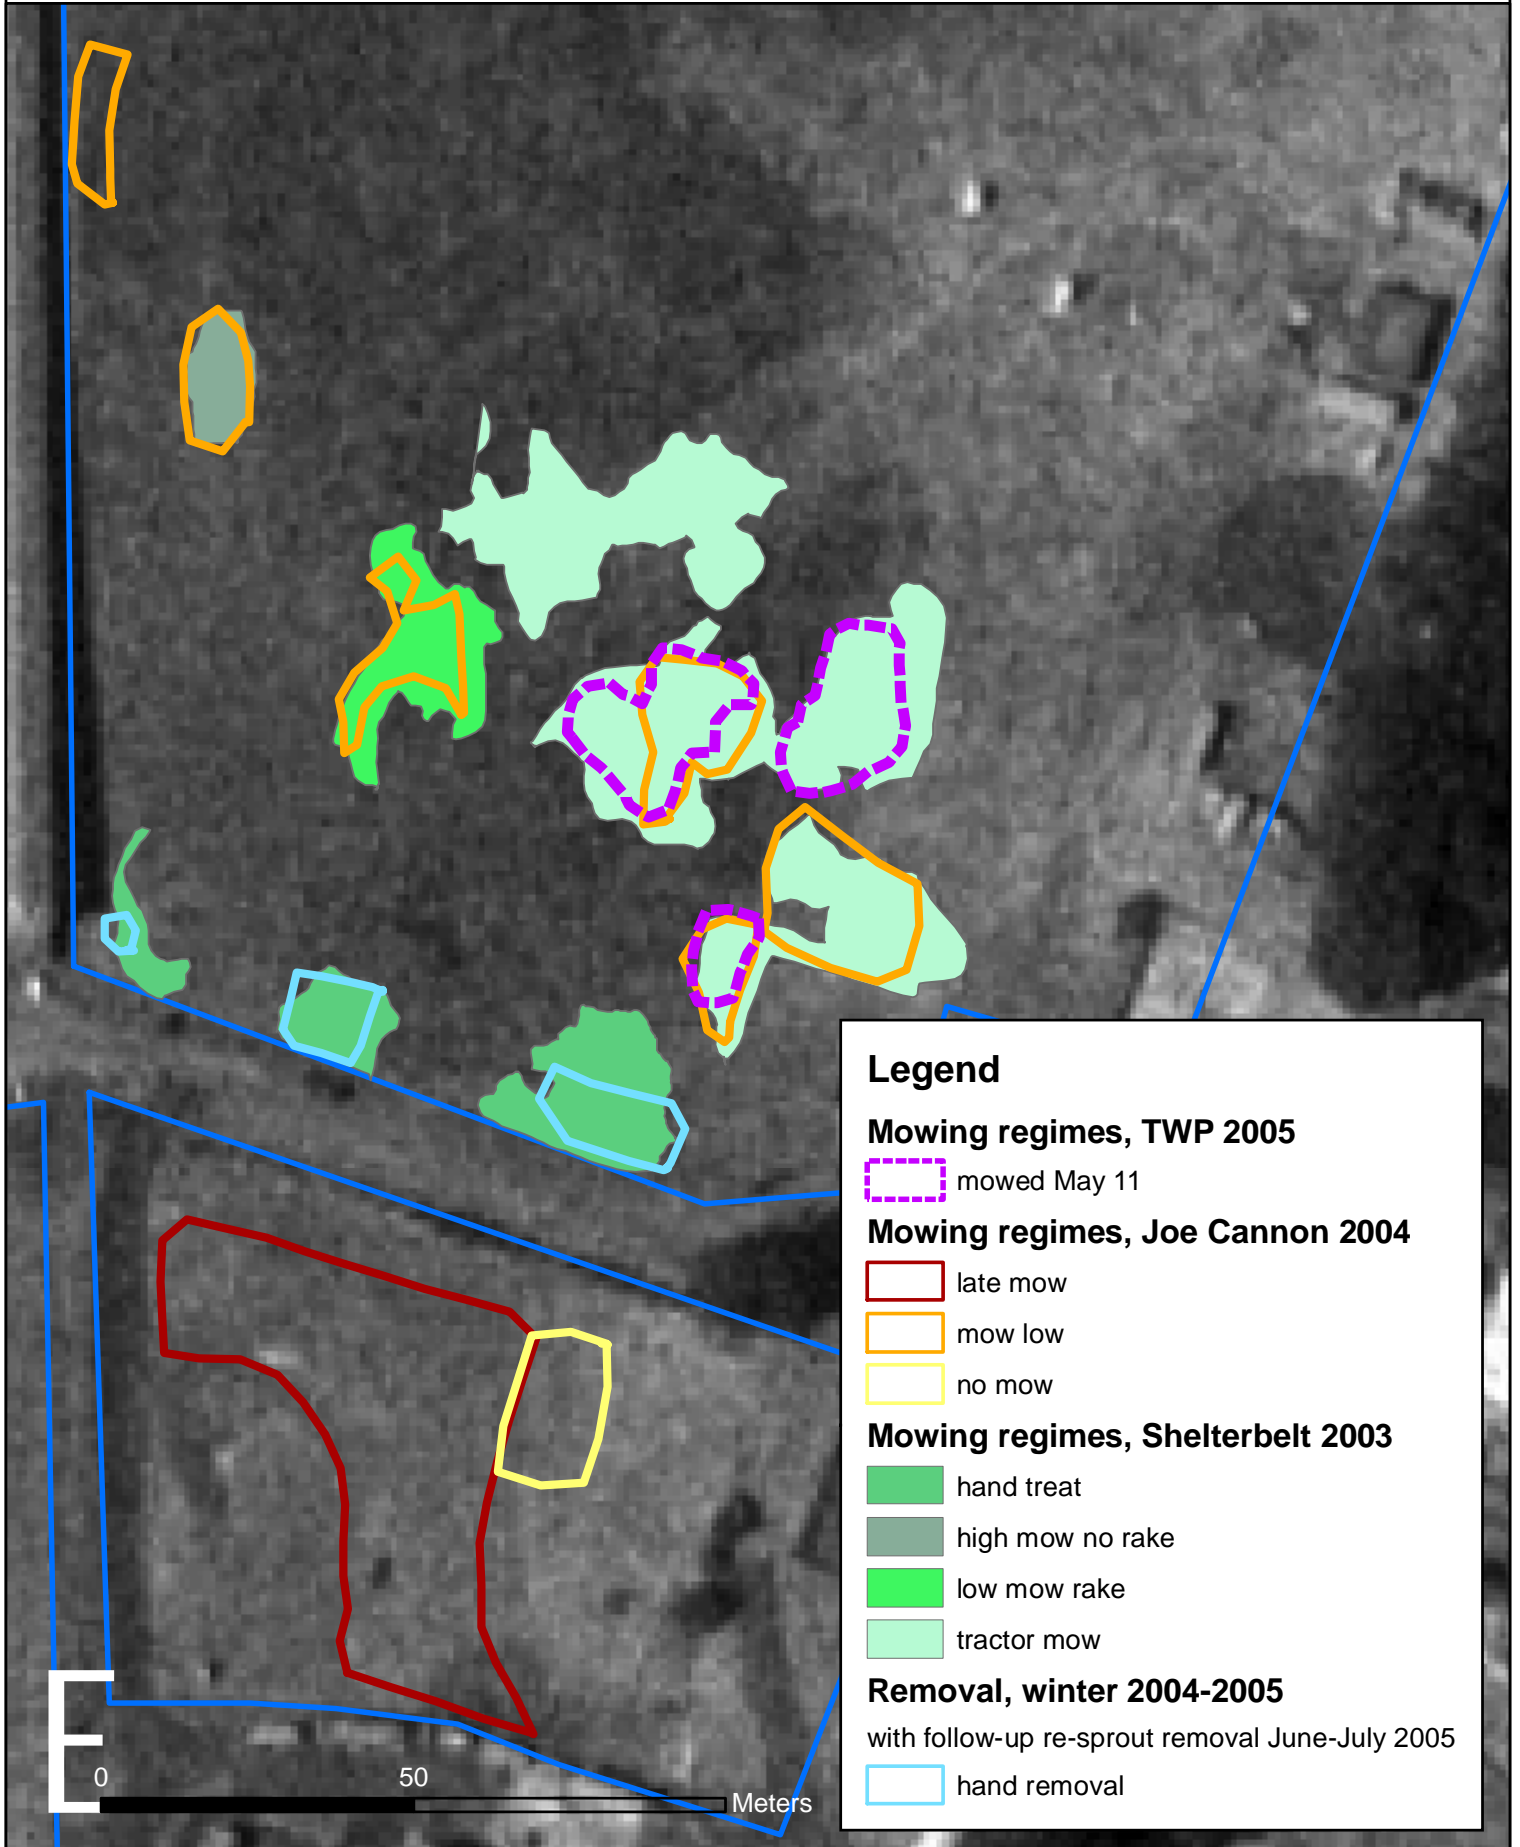 Legend
Mowing regimes, TWP 2005
mowed May 11
Mowing regimes, Joe Cannon 2004
late mow
mow low
no mow
Mowing regimes, Shelterbelt 2003
hand treat
high mow no rake
low mow rake
tractor mow
Removal, winter 2004-2005
with follow-up re-sprout removal June-July 2005
hand removal
E
0 50
Meters